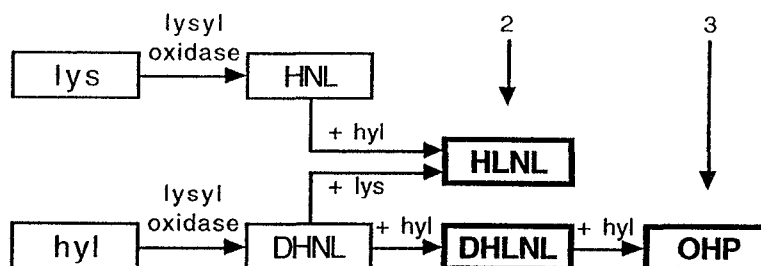 lysyl
oxidase
2
3
lys
HNL
+ hyl
HLNL
+ lys
lysyl
oxidase
hyl
DHNL
+ hyl
DHLNL
+ hyl
OHP